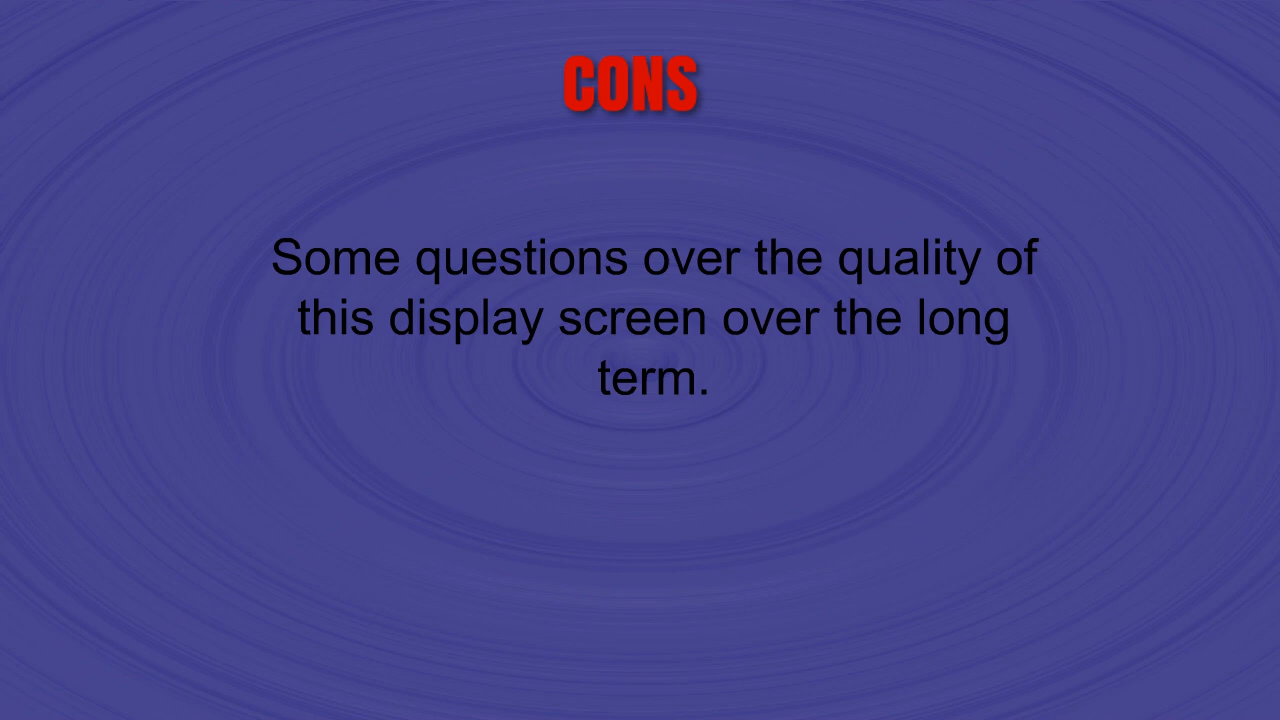 CONS
Some questions over the quality of
this display screen over the long
term.